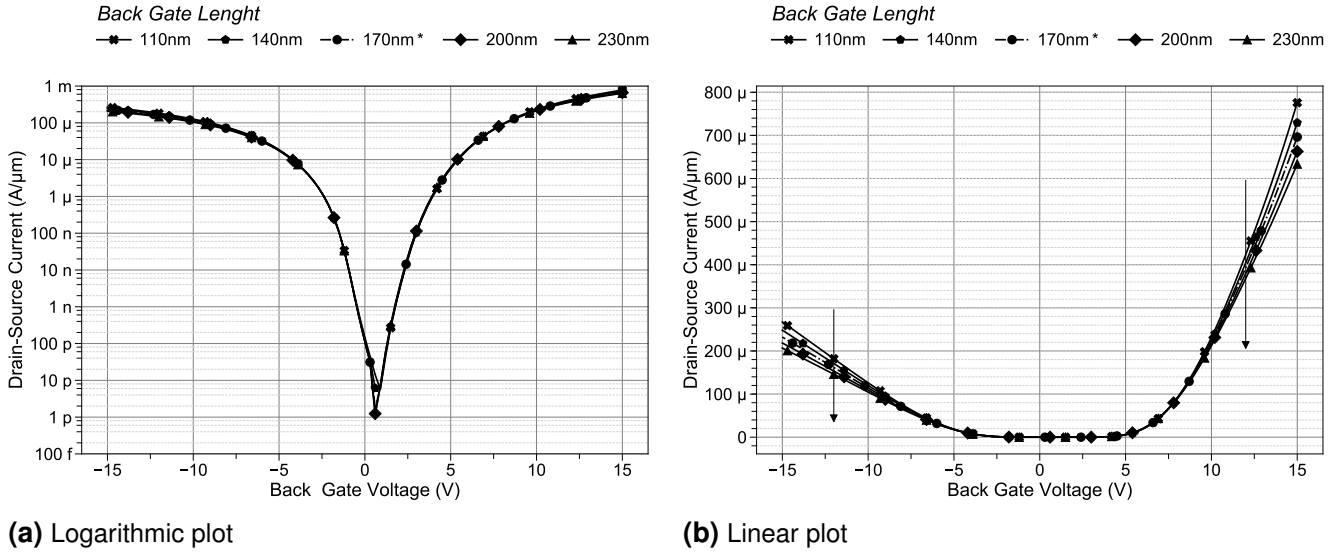 Back Gate Lenght
110nm 140nm 170nm * 200nm 230nm
Drain-Source Current (A/μm)
1 m
100 μ
10 μ
1 μ
100 n
10 n
1 n
100 p
10 p
1 p
100 f
−15 −10 −5 0 5 10 15
Back Gate Voltage (V)
(a) Logarithmic plot
Back Gate Lenght
110nm 140nm 170nm * 200nm 230nm
Drain-Source Current (A/μm)
800 μ
700 μ
600 μ
500 μ
400 μ
300 μ
200 μ
100 μ
0
−15 −10 −5 0 5 10 15
Back Gate Voltage (V)
(b) Linear plot